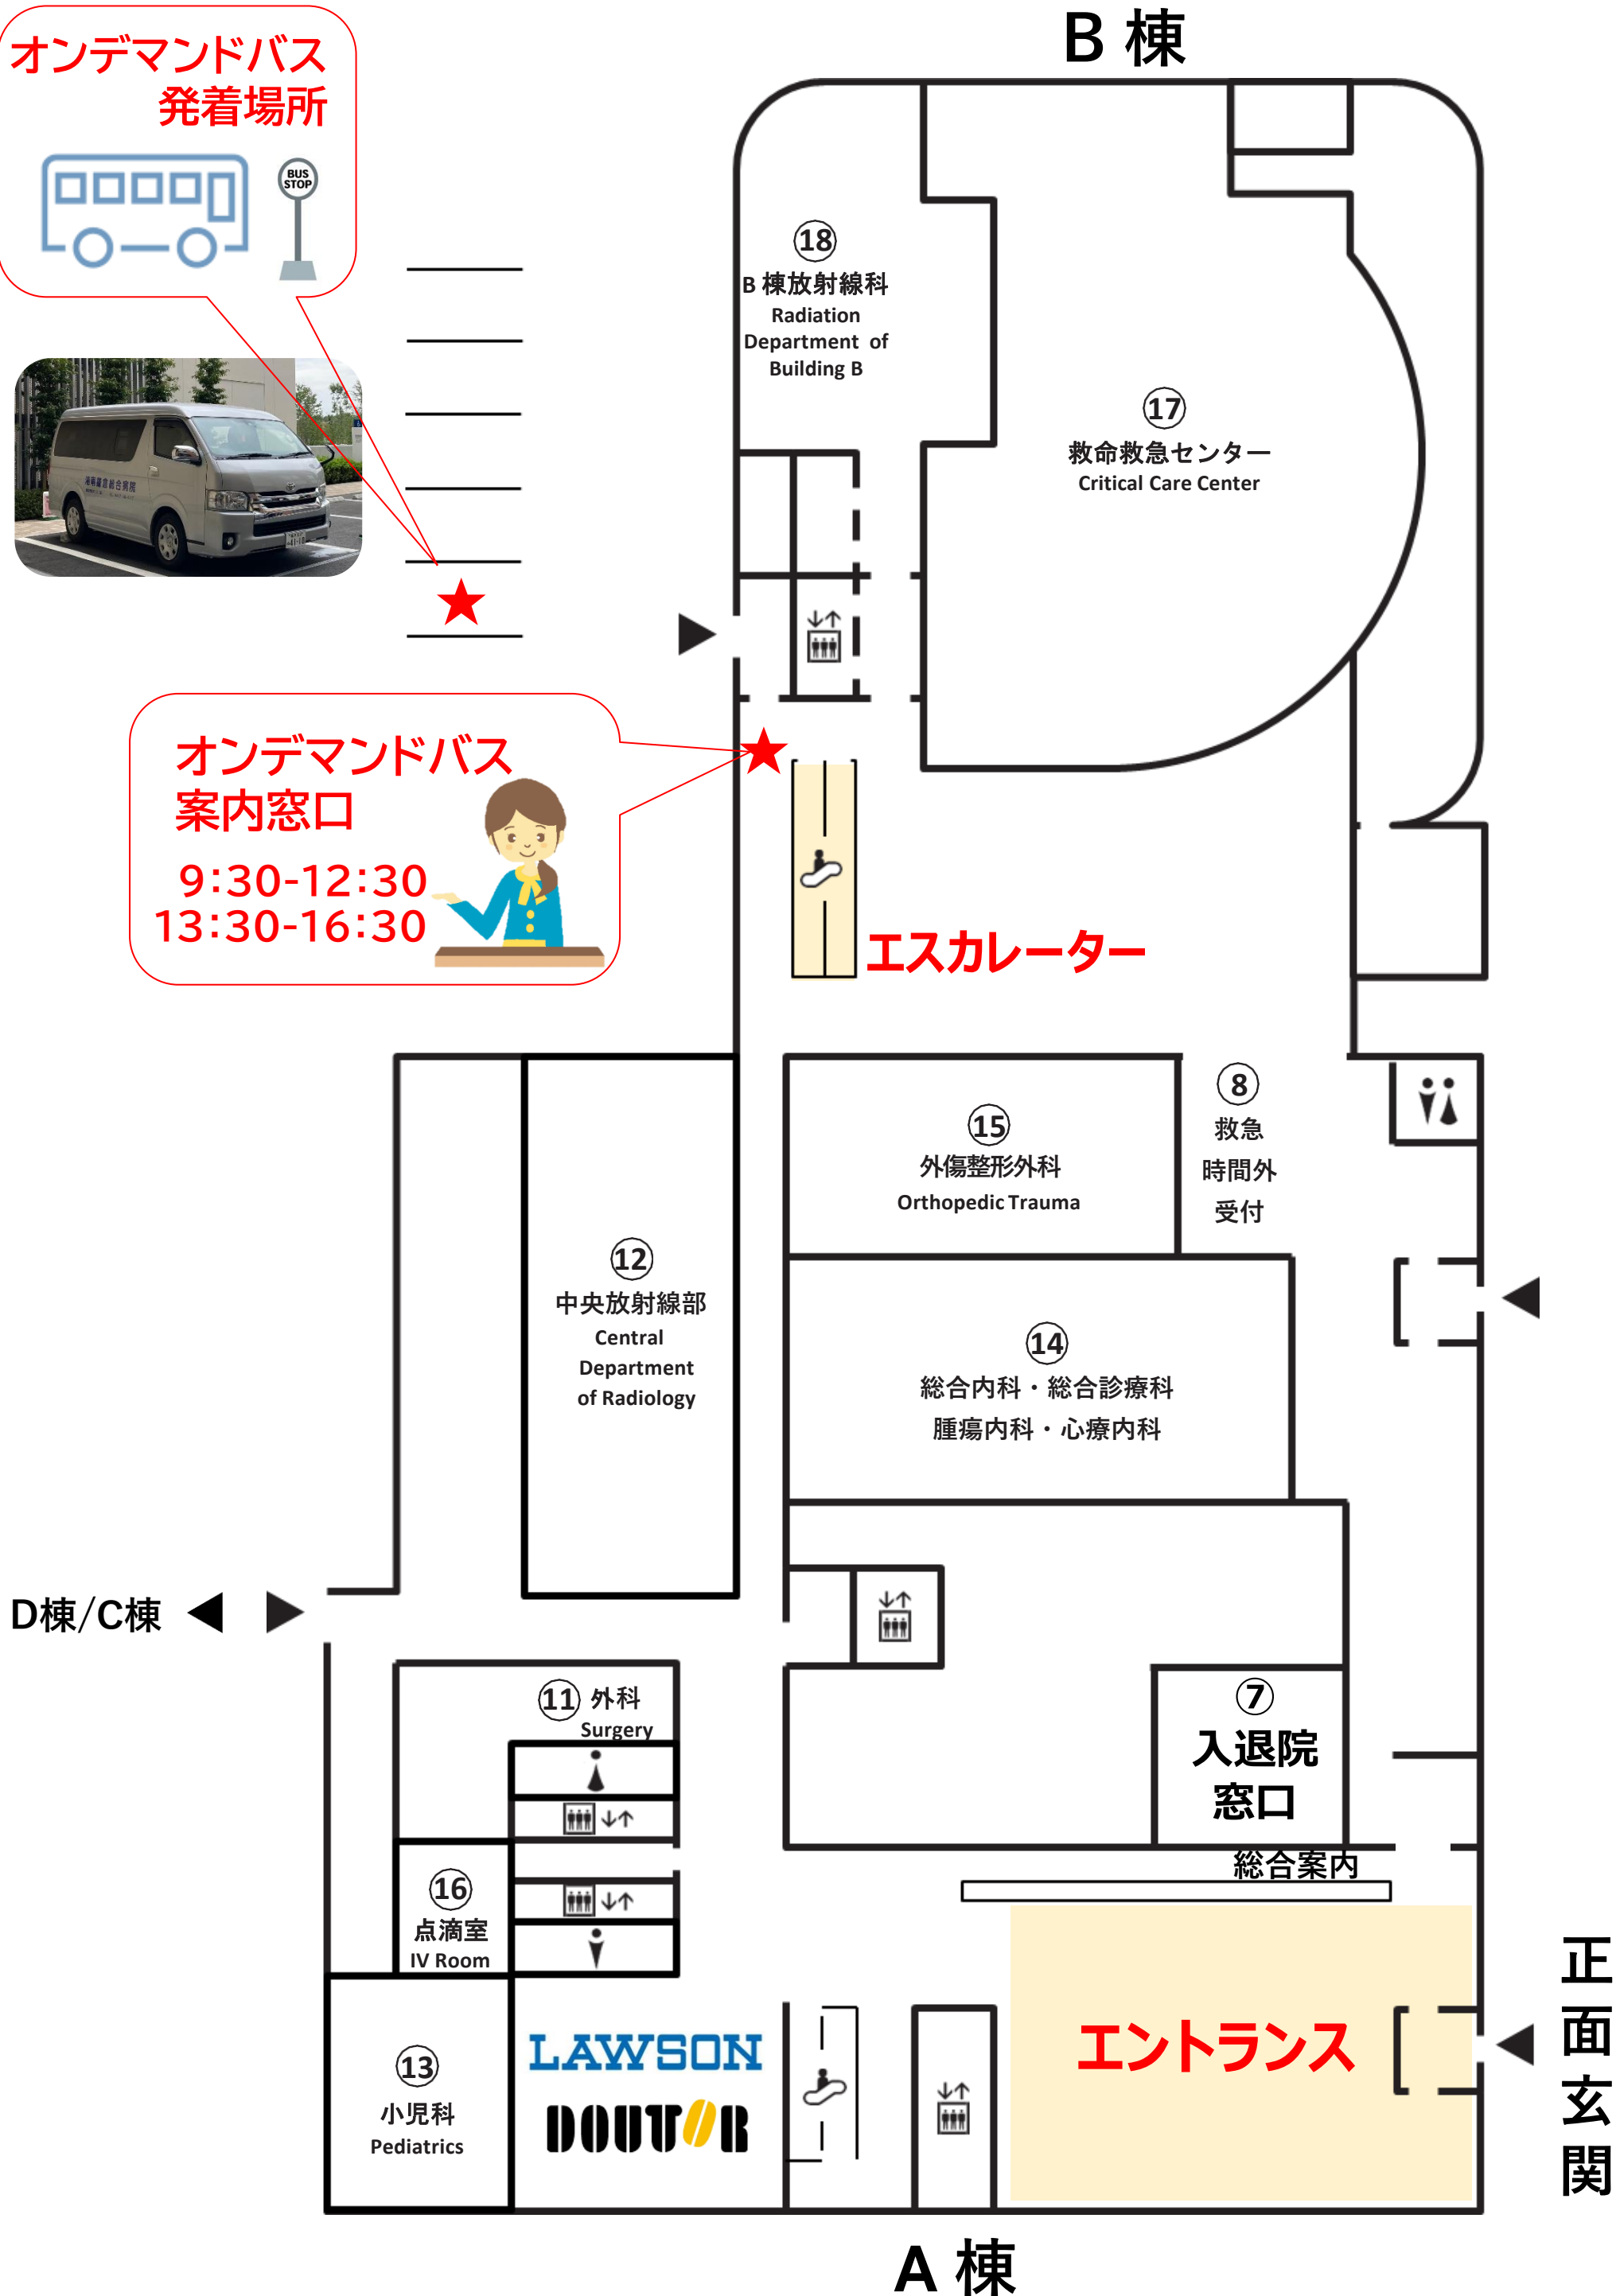 B 棟
オンデマンドバス
発着場所
BUS
STOP
⑱
B 棟放射線科
Radiation
Department of
Building B
⑰
救命救急センター
Critical Care Center
湘南鎌倉総合病院
オンデマンドバス
案内窓口
9:30-12:30
13:30-16:30
エスカレーター
⑮
外傷整形外科
Orthopedic Trauma
⑧
救急
時間外
受付
⑫
中央放射線部
Central
Department
of Radiology
⑭
総合内科・総合診療科
腫瘍内科・心療内科
D棟/C棟
⑪ 外科
Surgery
⑦
入退院
窓口
総合案内
⑯
点滴室
IV Room
⑬
小児科
Pediatrics
LAWSON
DOUTOR
エントランス
正面玄関
A 棟